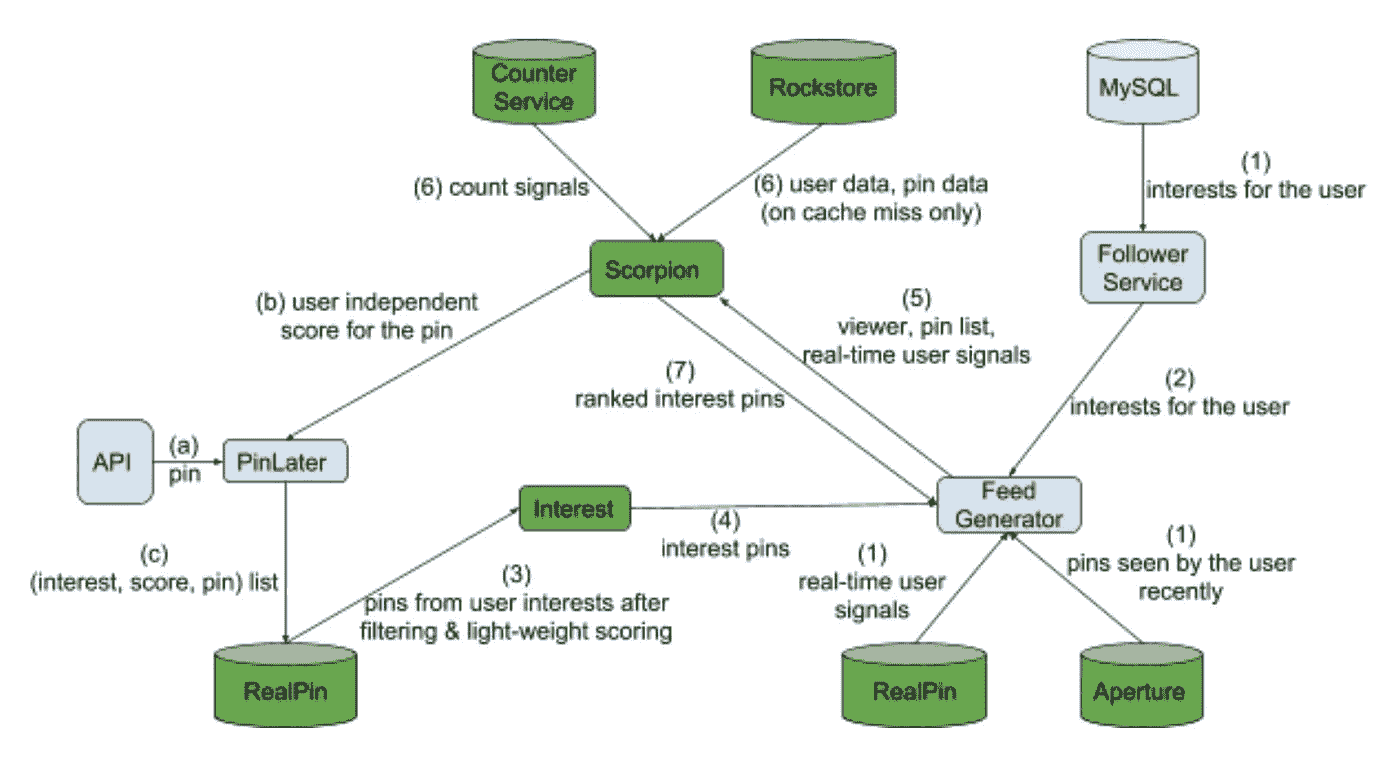 Counter
Service
Rockstore
MySQL
(6) count signals
(6) user data, pin data
(on cache miss only)
(1)
interests for the user
Scorpion
Follower
Service
(b) user independent
score for the pin
(5)
viewer, pin list,
real-time user signals
(7)
ranked interest pins
(2)
interests for the user
API
(a)
pin
PinLater
Interest
(4)
interest pins
Feed
Generator
(c)
(interest, score, pin) list
(3)
pins from user interests after
filtering & light-weight scoring
(1)
real-time user
signals
(1)
pins seen by the user
recently
RealPin
RealPin
Aperture